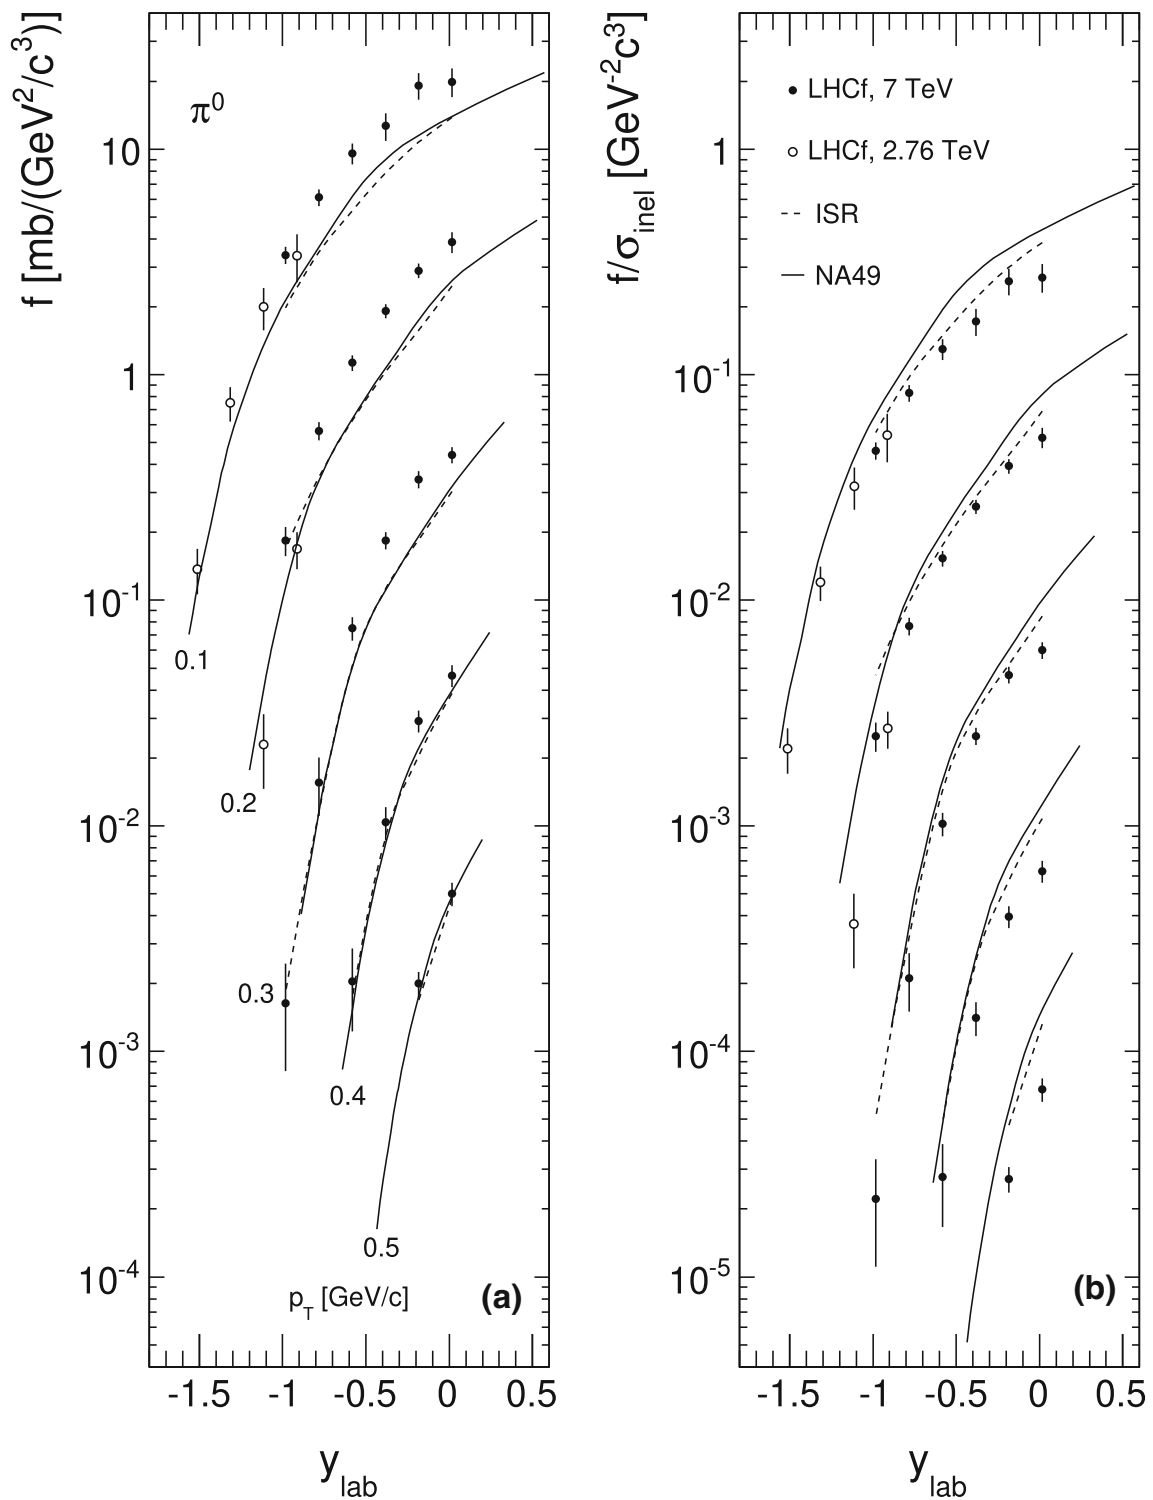 f [mb/(GeV²/c³)]
π⁰
10
1
10⁻¹
10⁻²
10⁻³
10⁻⁴
0.1
0.2
0.3
0.4
0.5
p_T [GeV/c]
(a)
-1.5 -1 -0.5 0 0.5
y_lab
f/σ_inel [GeV⁻²c³]
LHCf, 7 TeV
LHCf, 2.76 TeV
ISR
NA49
1
10⁻¹
10⁻²
10⁻³
10⁻⁴
10⁻⁵
(b)
-1.5 -1 -0.5 0 0.5
y_lab